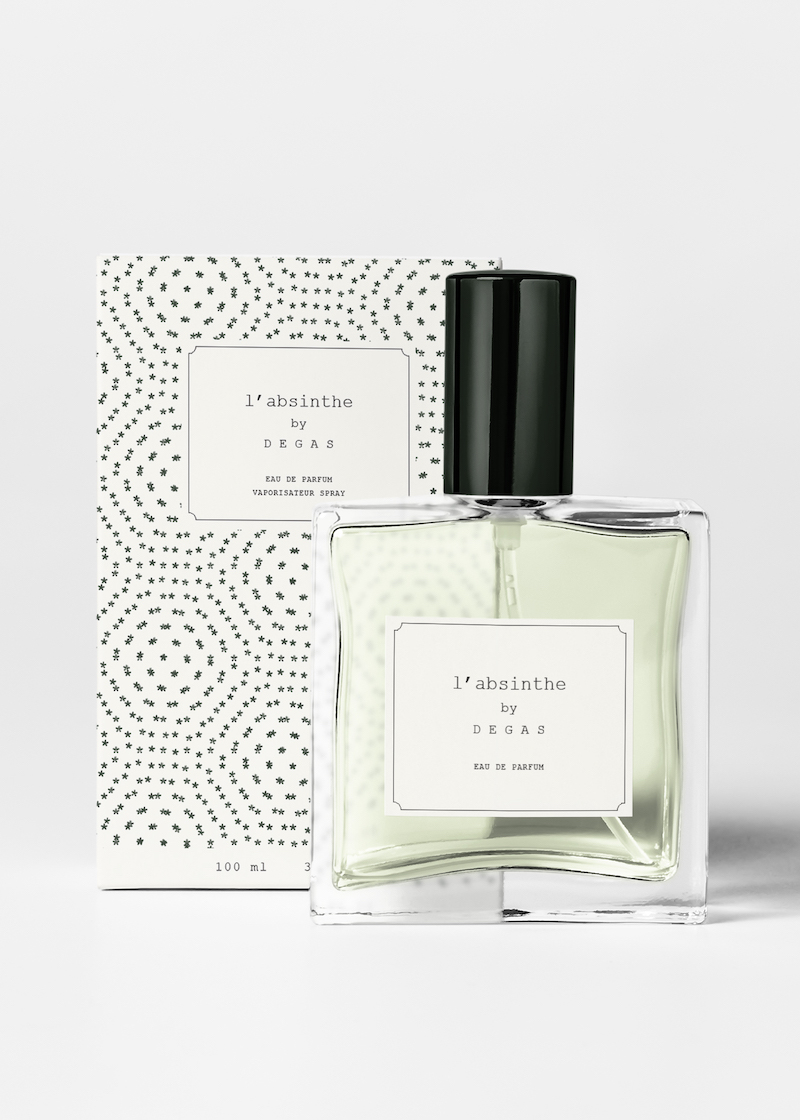 l'absinthe
by
DEGAS
EAU DE PARFUM
VAPORISATEUR SPRAY
100 ml 3
l'absinthe
by
DEGAS
EAU DE PARFUM